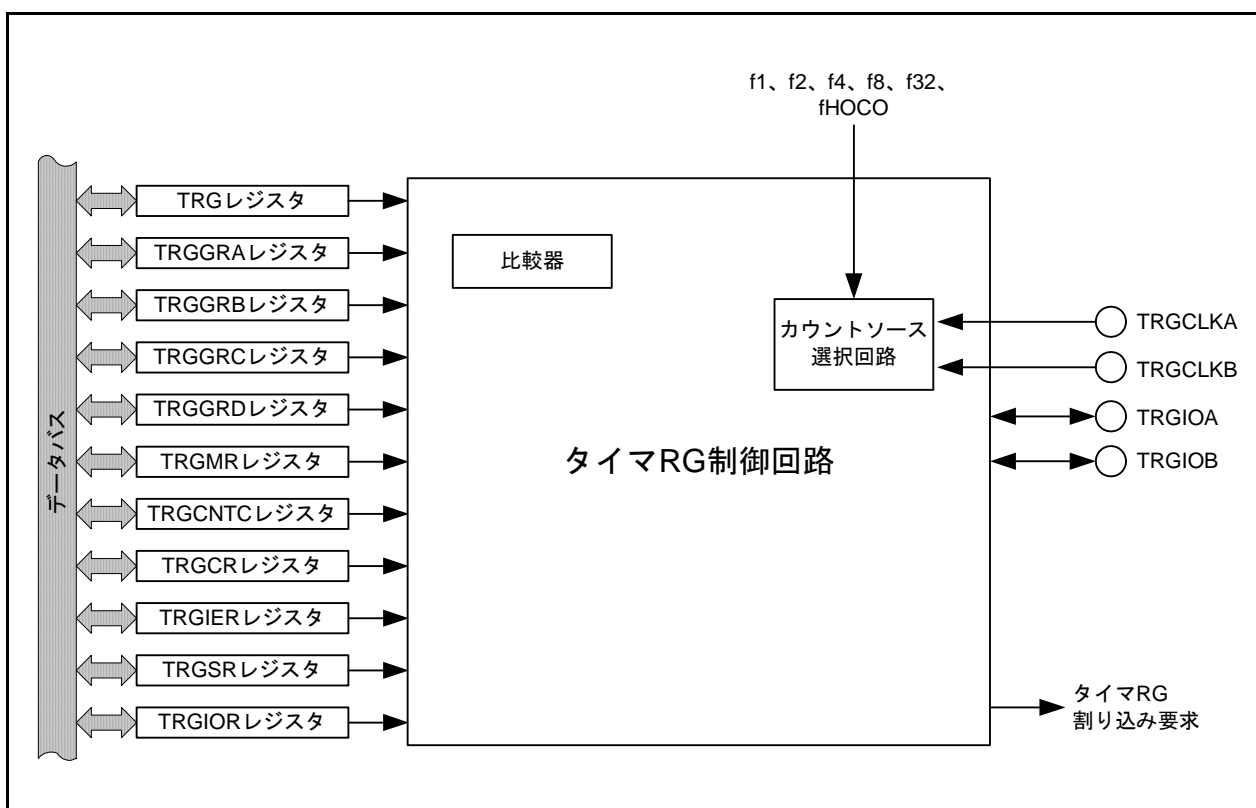 f1、f2、f4、f8、f32、
fHOCO
データバス
TRGレジスタ
TRGGRAレジスタ
TRGGRBレジスタ
TRGGRCレジスタ
TRGGRDレジスタ
TRGMRレジスタ
TRGCNTCレジスタ
TRGCRレジスタ
TRGIERレジスタ
TRGSRレジスタ
TRGIORレジスタ
比較器
カウントソース
選択回路
タイマRG制御回路
TRGCLKA
TRGCLKB
TRGIOA
TRGIOB
タイマRG
割り込み要求